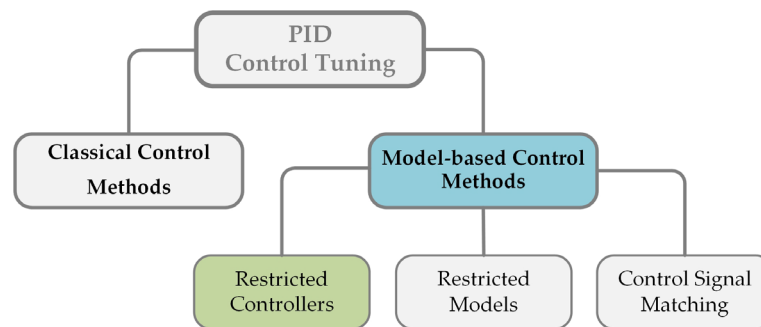 PID
Control Tuning
Classical Control
Methods
Model-based Control
Methods
Restricted
Controllers
Restricted
Models
Control Signal
Matching